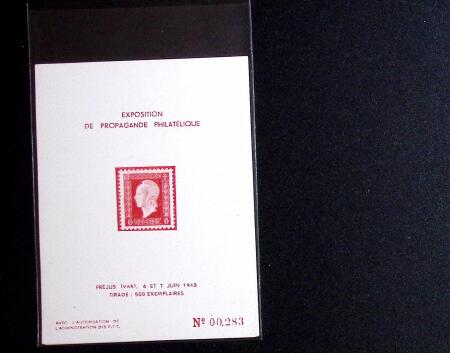 EXPOSITION
DE PROPAGANDE PHILATÉLIQUE
FRÉJUS (VAR), 6 ET 7 JUIN 1948
TIRAGE: 500 EXEMPLAIRES
AVEC L'AUTORISATION DE
L'ADMINISTRATION DES P.T.T.
Nº 00.283